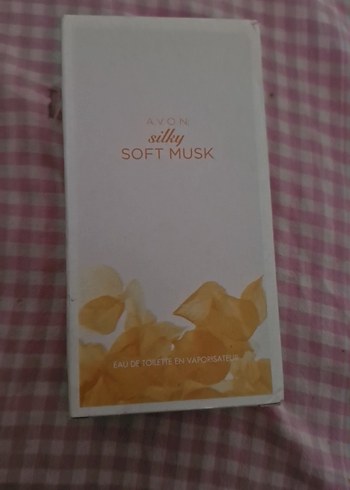 AVON
silky
SOFT MUSK
EAU DE TOILETTE EN VAPORISATEUR